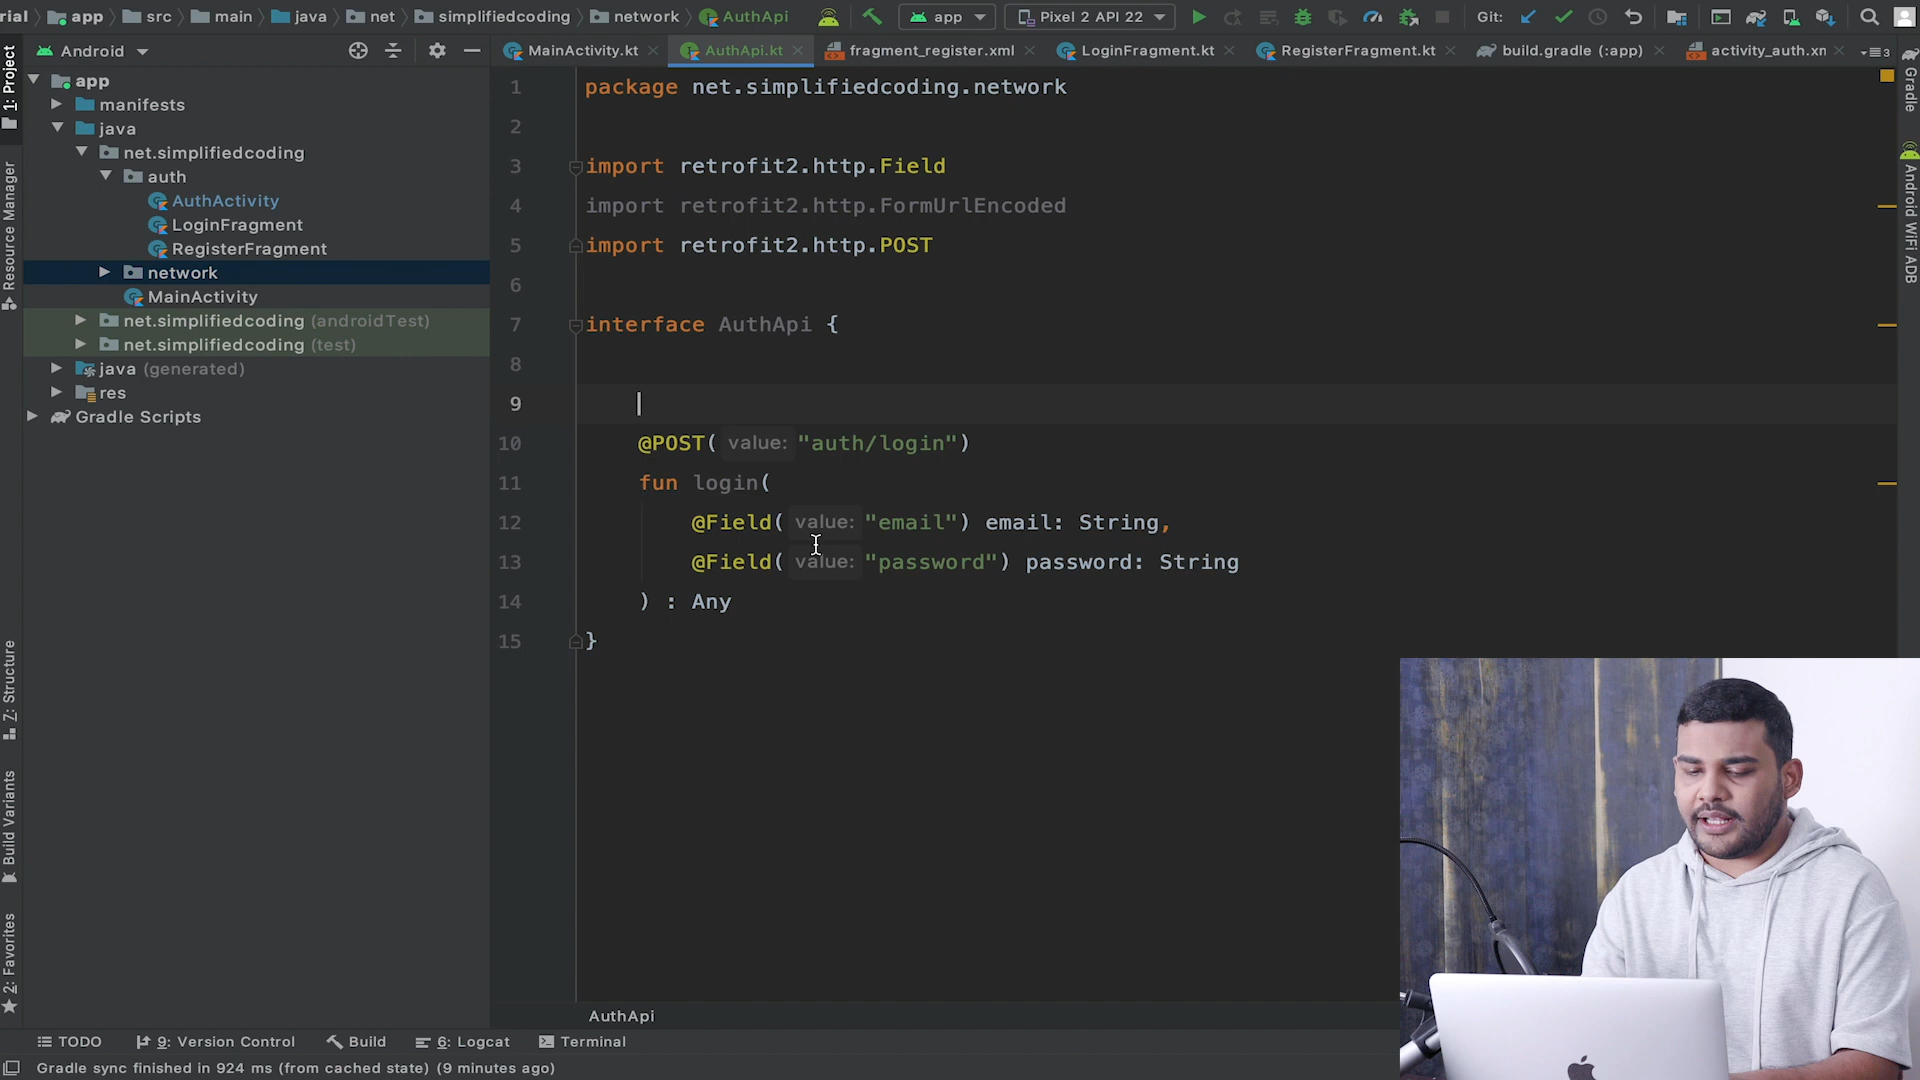 rial app src main java net simplifiedcoding network AuthApi app Pixel 2 API 22 Git:
Android
MainActivity.kt AuthApi.kt fragment_register.xml LoginFragment.kt RegisterFragment.kt build.gradle (:app) activity_auth.xm 3
1: Project
Resource Manager
Z: Structure
Build Variants
2: Favorites
app
manifests
java
net.simplifiedcoding
auth
AuthActivity
LoginFragment
RegisterFragment
network
MainActivity
net.simplifiedcoding (androidTest)
net.simplifiedcoding (test)
java (generated)
res
Gradle Scripts
1 package net.simplifiedcoding.network
2
3 import retrofit2.http.Field
4 import retrofit2.http.FormUrlEncoded
5 import retrofit2.http.POST
6
7 interface AuthApi {
8
9
10 @POST( value: "auth/login")
11 fun login(
12 @Field( value: "email") email: String,
13 @Field( value: "password") password: String
14 ) : Any
15 }
Gradle
Android WiFi ADB
AuthApi
TODO 9: Version Control Build 6: Logcat Terminal
Gradle sync finished in 924 ms (from cached state) (9 minutes ago)